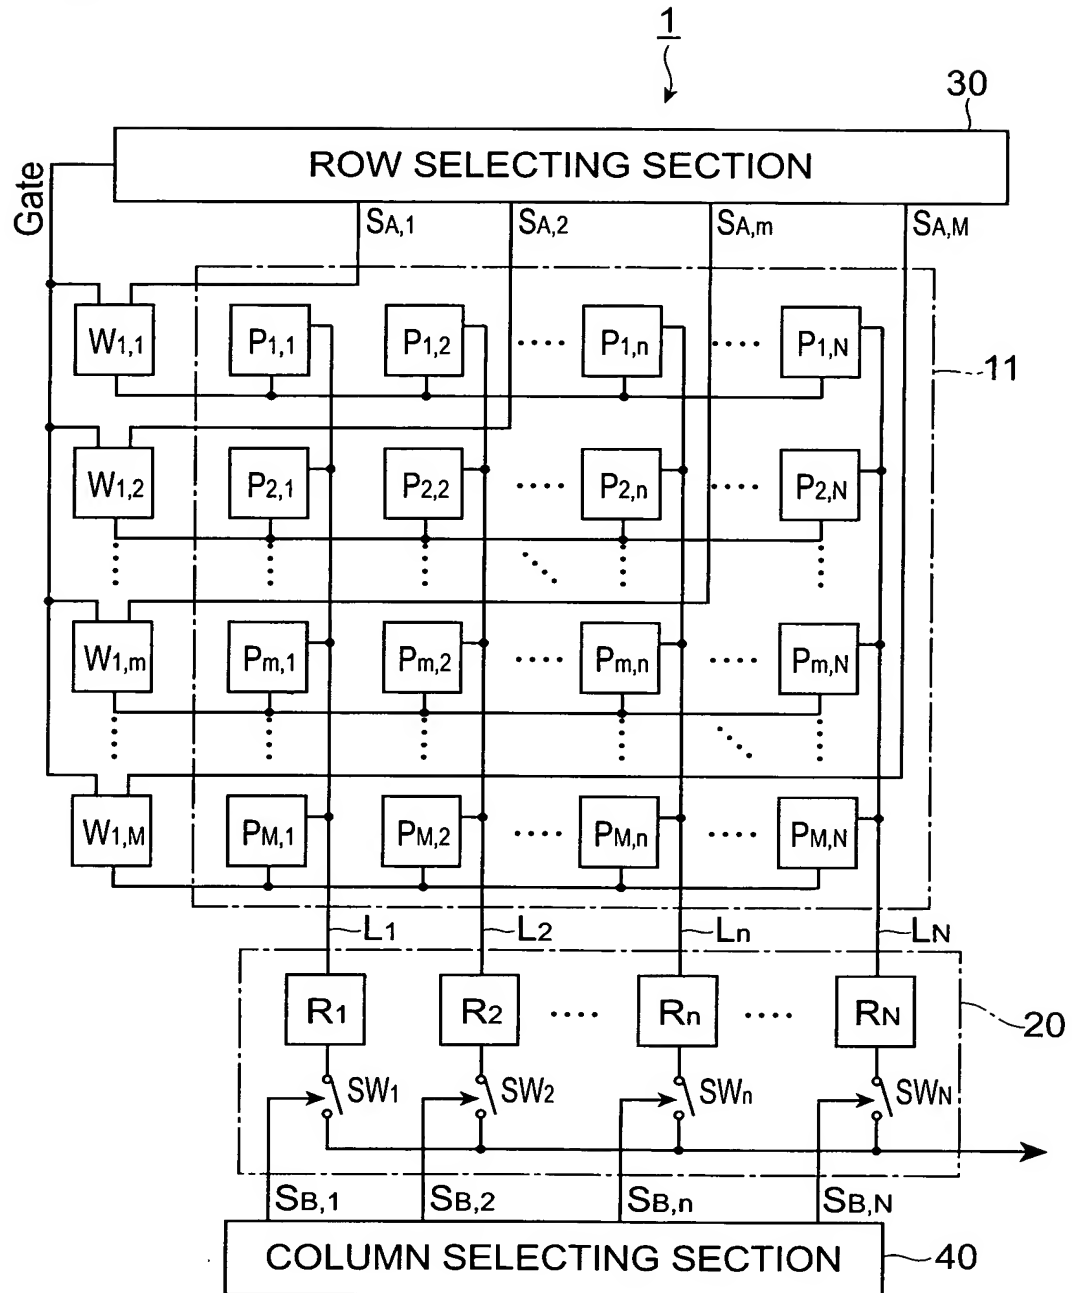 1
30
ROW SELECTING SECTION
Gate
SA,1 SA,2 SA,m SA,M
W1,1 P1,1 P1,2 .... P1,n .... P1,N
11
W1,2 P2,1 P2,2 .... P2,n .... P2,N
W1,m Pm,1 Pm,2 .... Pm,n .... Pm,N
W1,M PM,1 PM,2 .... PM,n .... PM,N
L1 L2 Ln LN
R1 R2 .... Rn .... RN
20
SW1 SW2 SWn SWN
SB,1 SB,2 SB,n SB,N
COLUMN SELECTING SECTION
40